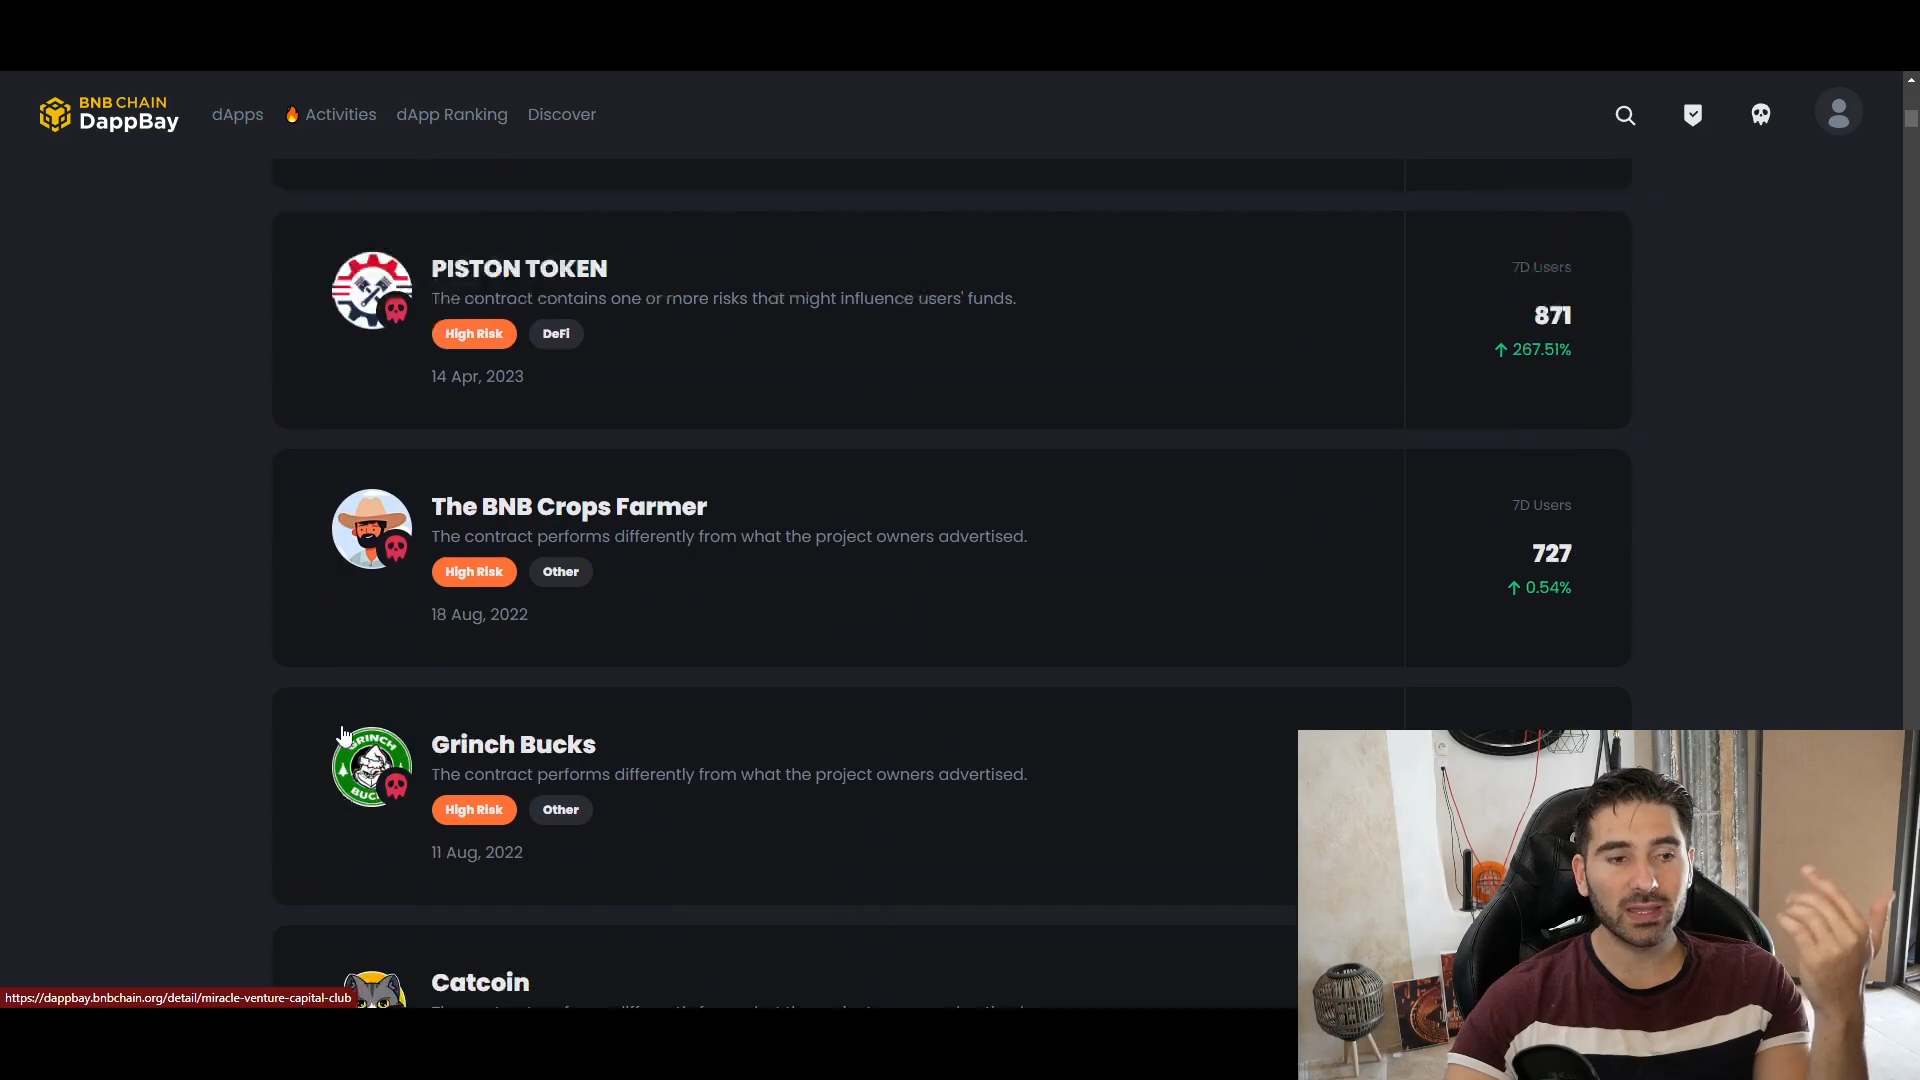 BNB CHAIN
DappBay
dApps
Activities
dApp Ranking
Discover
PISTON TOKEN
The contract contains one or more risks that might influence users' funds.
High Risk
DeFi
14 Apr, 2023
7D Users
871
267.51%
The BNB Crops Farmer
The contract performs differently from what the project owners advertised.
High Risk
Other
18 Aug, 2022
7D Users
727
0.54%
GRINCH
Grinch Bucks
The contract performs differently from what the project owners advertised.
High Risk
Other
11 Aug, 2022
Catcoin
https://dappbay.bnbchain.org/detail/miracle-venture-capital-club